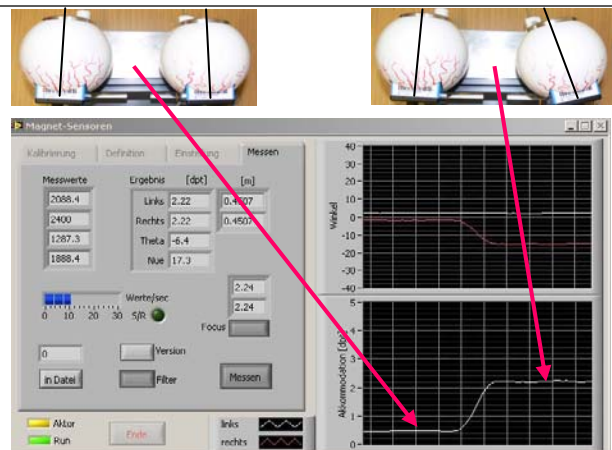 Magnet-Sensoren
Kalibrierung Definition Einstellung Messen
Messwerte Ergebnis [dpt] [m]
2088.4 Links 2.22 0.4507
2400 Rechts 2.22 0.4507
1287.3 Theta -6.4
1888.4 Nue 17.3
Werte/sec
0 10 20 30 S/R
2.24
2.24
Focus
0 Version
in Datei Filter Messen
Aktor Ende links
Run rechts
Winkel
40
30
20
10
0
-10
-20
-30
-40
Akkommodation [dpt]
5
4
3
2
1
0